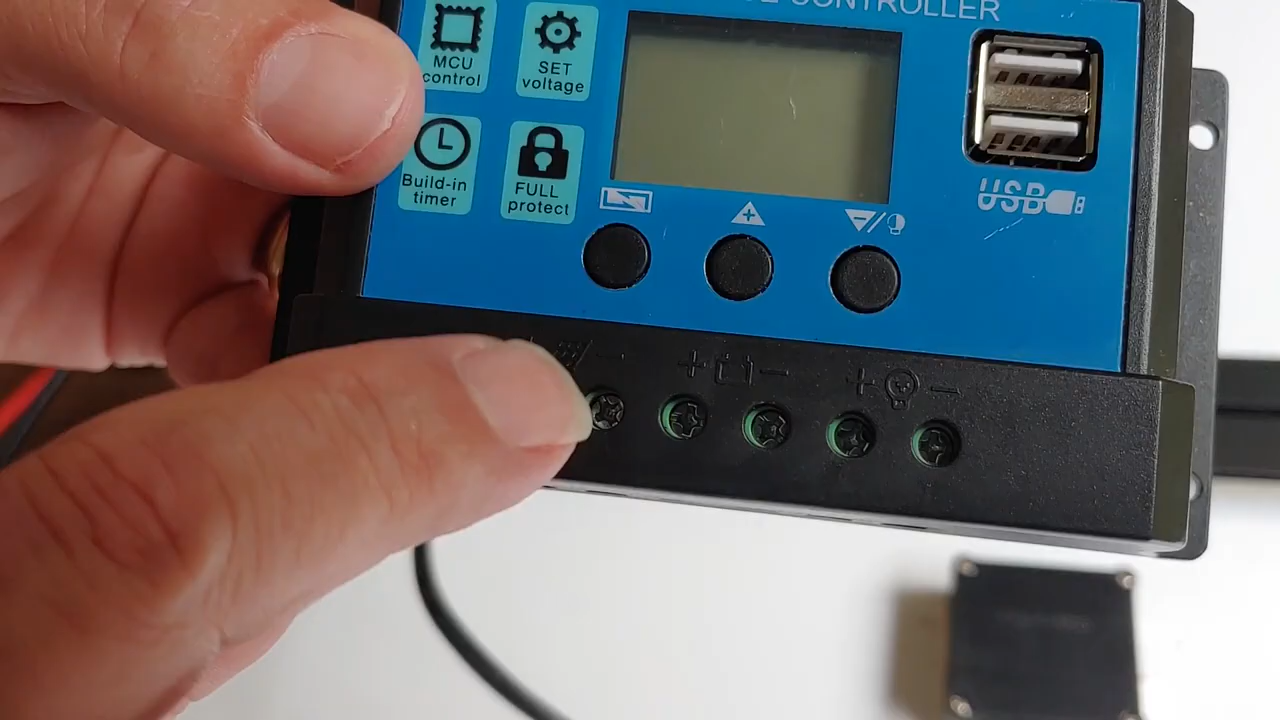 CONTROLLER
MCU
control
SET
voltage
Build-in
timer
FULL
protect
USB